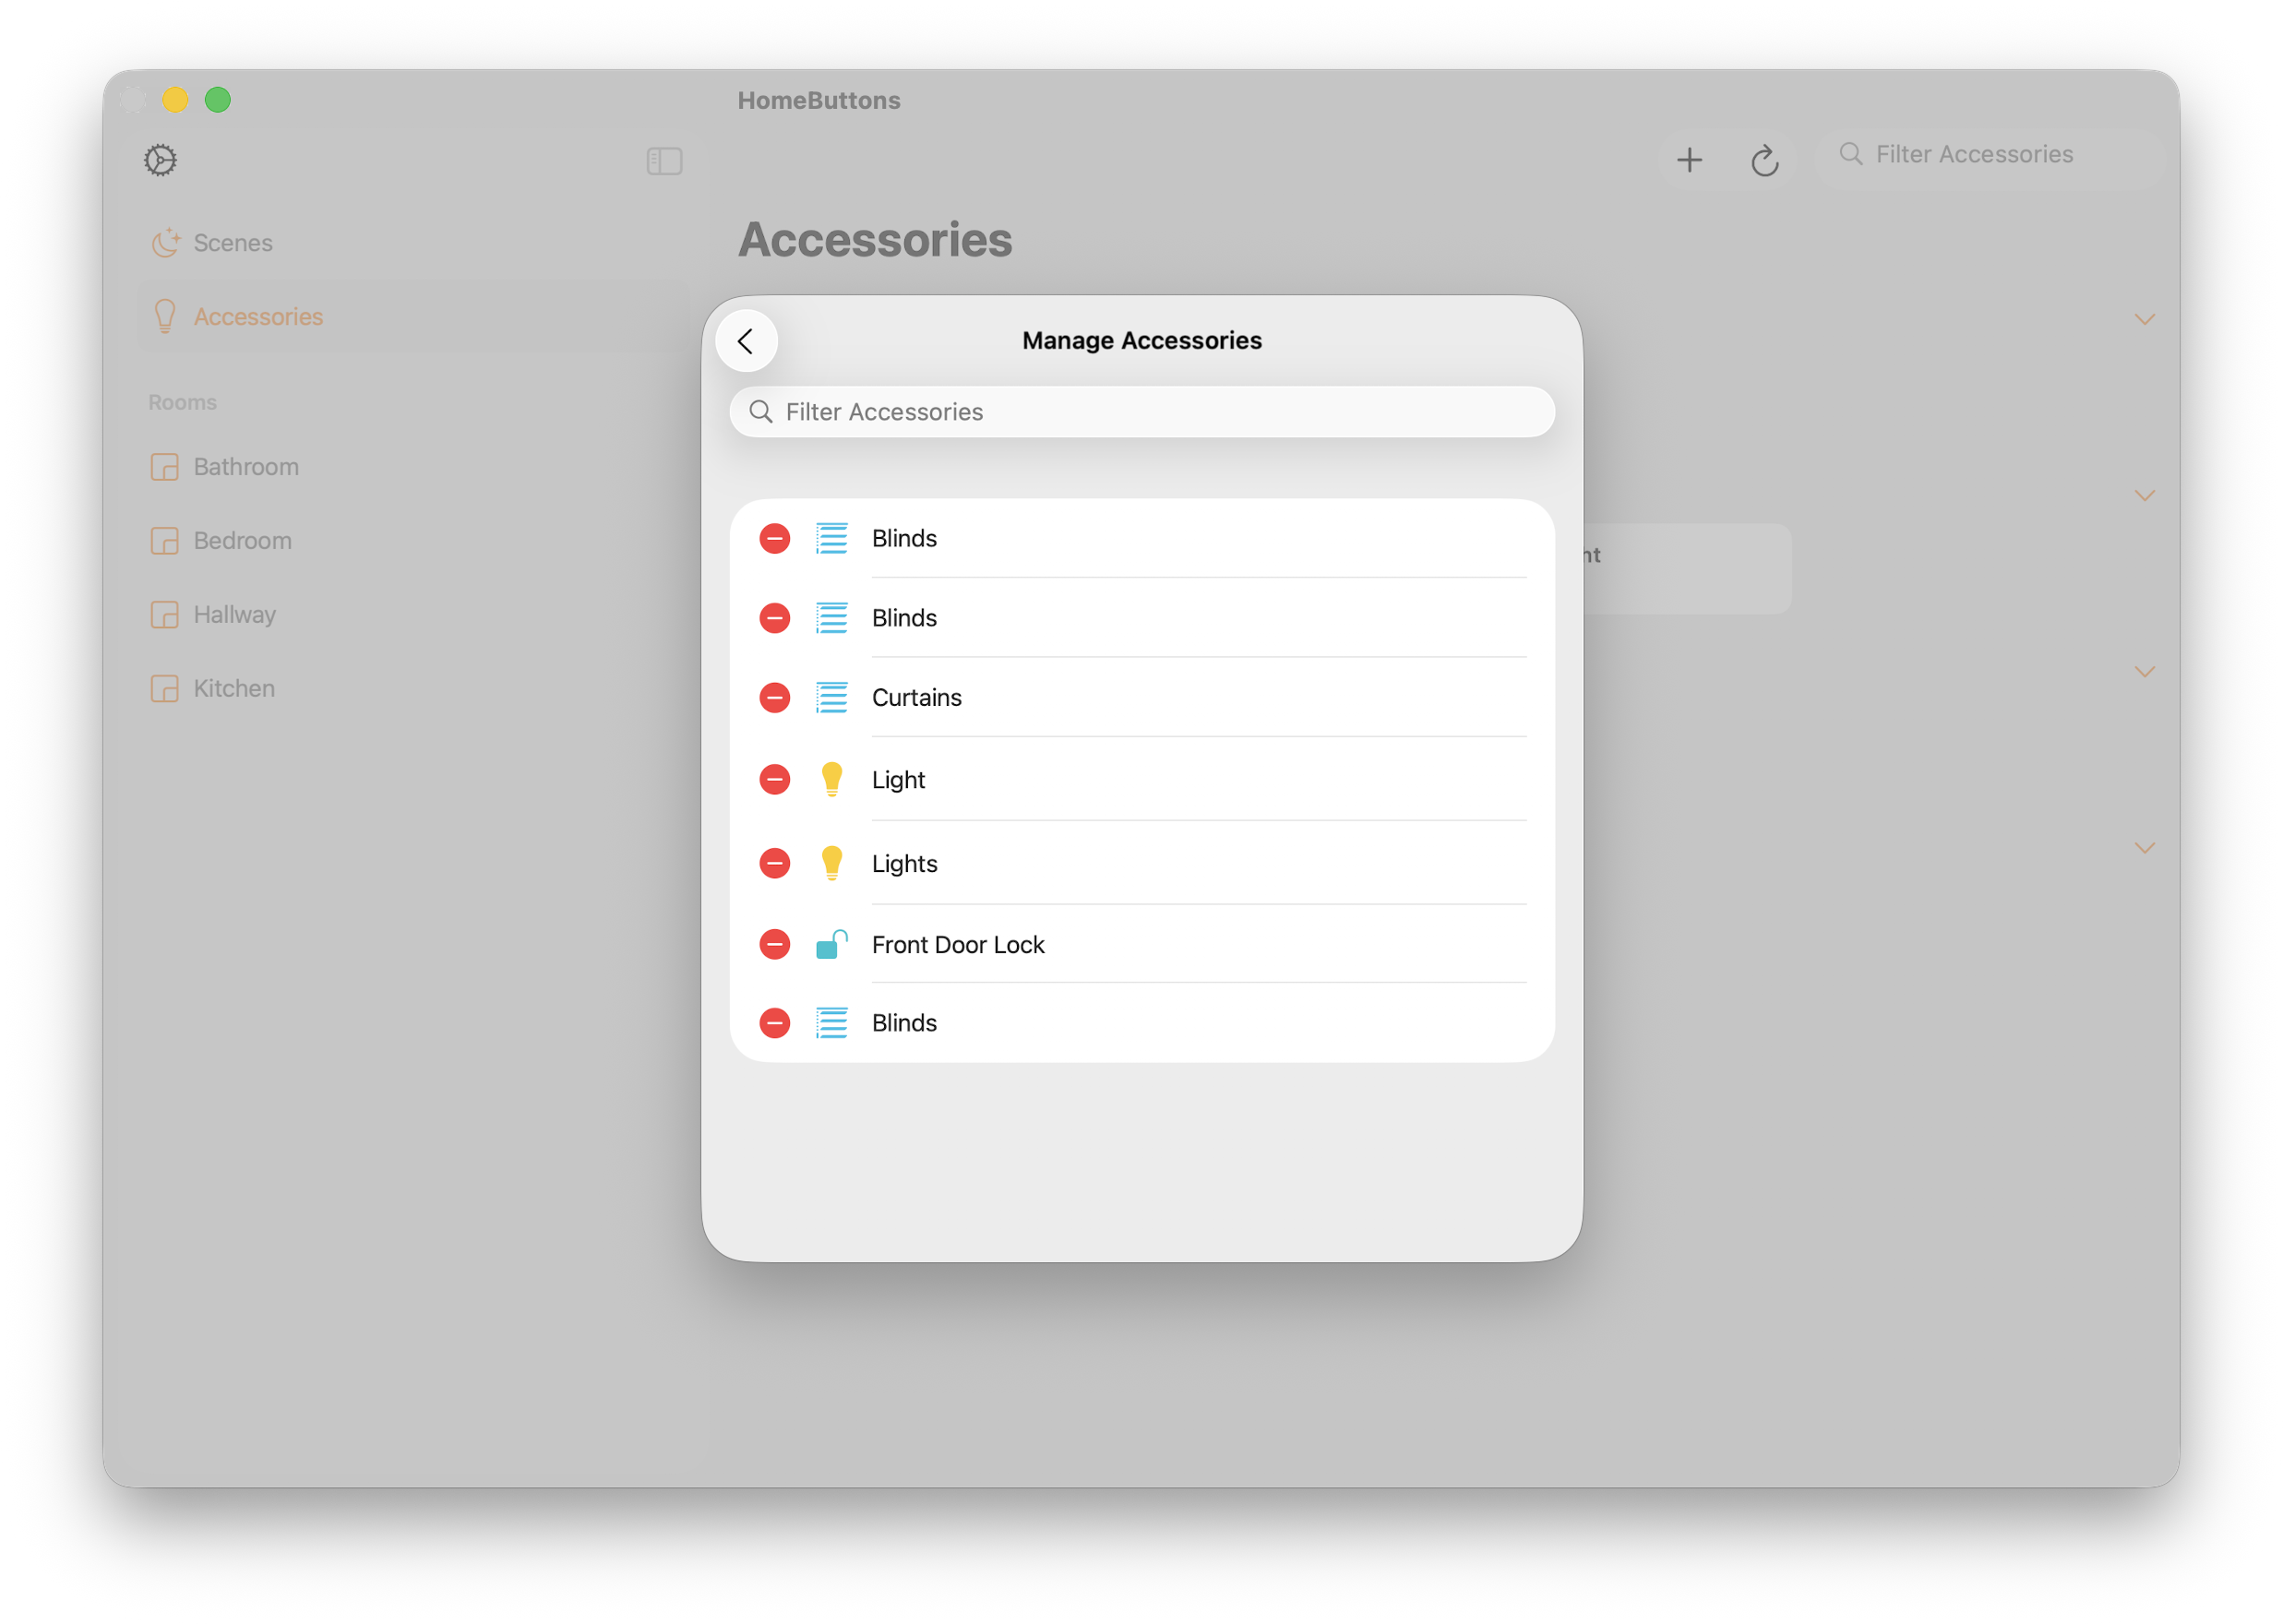 HomeButtons
Filter Accessories
Scenes
Accessories
Accessories
Rooms
Bathroom
Bedroom
Hallway
Kitchen
Manage Accessories
Filter Accessories
Blinds
Blinds
Curtains
Light
Lights
Front Door Lock
Blinds